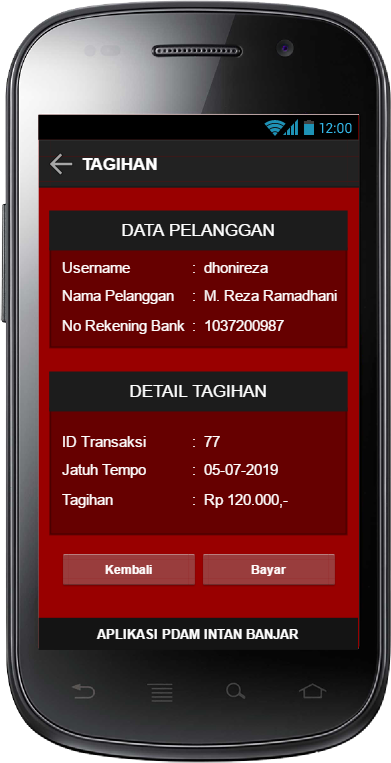 12:00
TAGIHAN
DATA PELANGGAN
Username : dhonireza
Nama Pelanggan : M. Reza Ramadhani
No Rekening Bank : 1037200987
DETAIL TAGIHAN
ID Transaksi : 77
Jatuh Tempo : 05-07-2019
Tagihan : Rp 120.000,-
Kembali Bayar
APLIKASI PDAM INTAN BANJAR